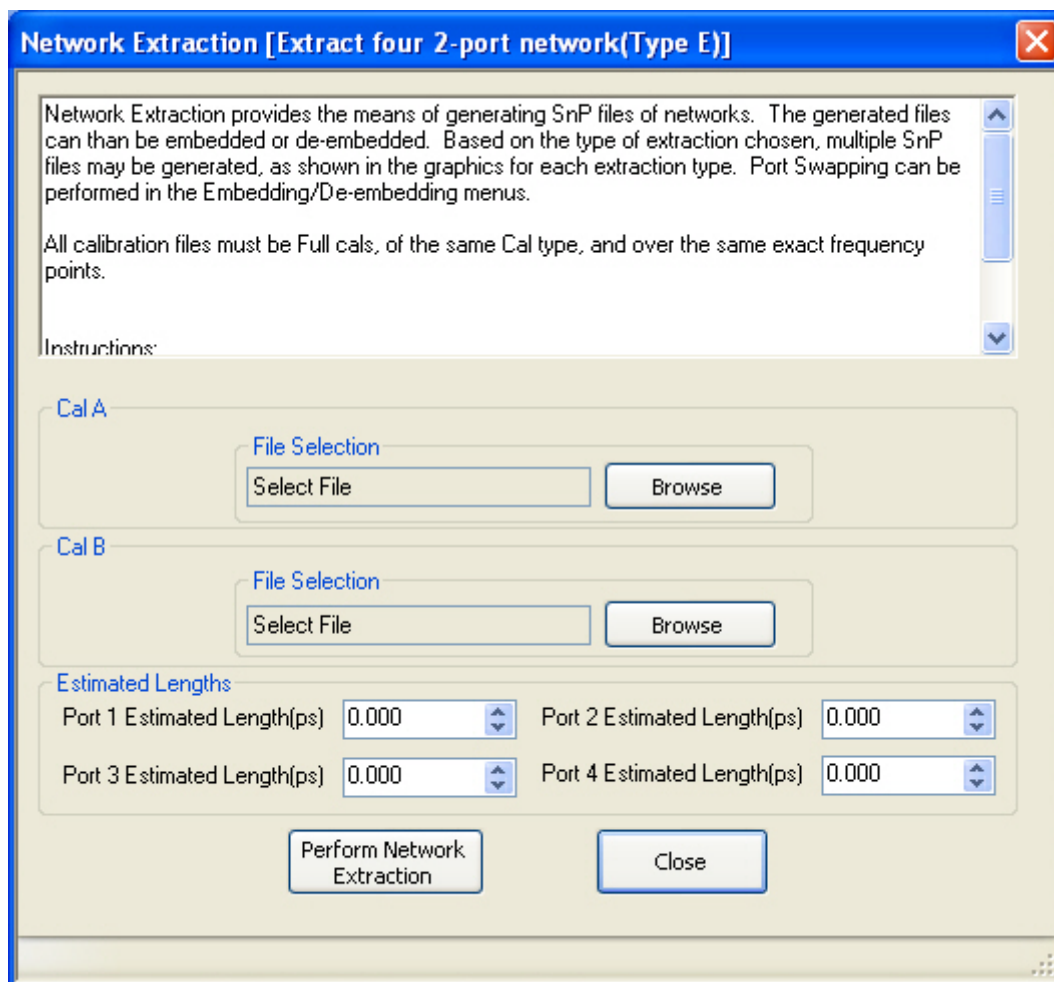 Network Extraction [Extract four 2-port network(Type E)]
Network Extraction provides the means of generating SnP files of networks.  The generated files
can than be embedded or de-embedded.  Based on the type of extraction chosen, multiple SnP
files may be generated, as shown in the graphics for each extraction type.  Port Swapping can be
performed in the Embedding/De-embedding menus.
All calibration files must be Full cals, of the same Cal type, and over the same exact frequency
points.
Instructions:
Cal A
File Selection
Select File
Browse
Cal B
File Selection
Select File
Browse
Estimated Lengths
Port 1 Estimated Length(ps) 0.000 Port 2 Estimated Length(ps) 0.000
Port 3 Estimated Length(ps) 0.000 Port 4 Estimated Length(ps) 0.000
Perform Network
Extraction
Close